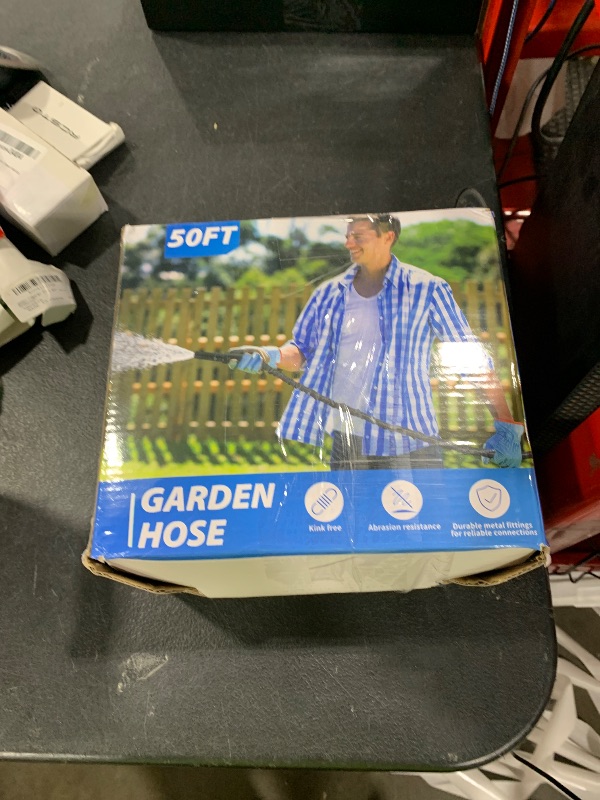 50FT
GARDEN
HOSE
Kink free
Abrasion resistance
Durable metal fittings
for reliable connections